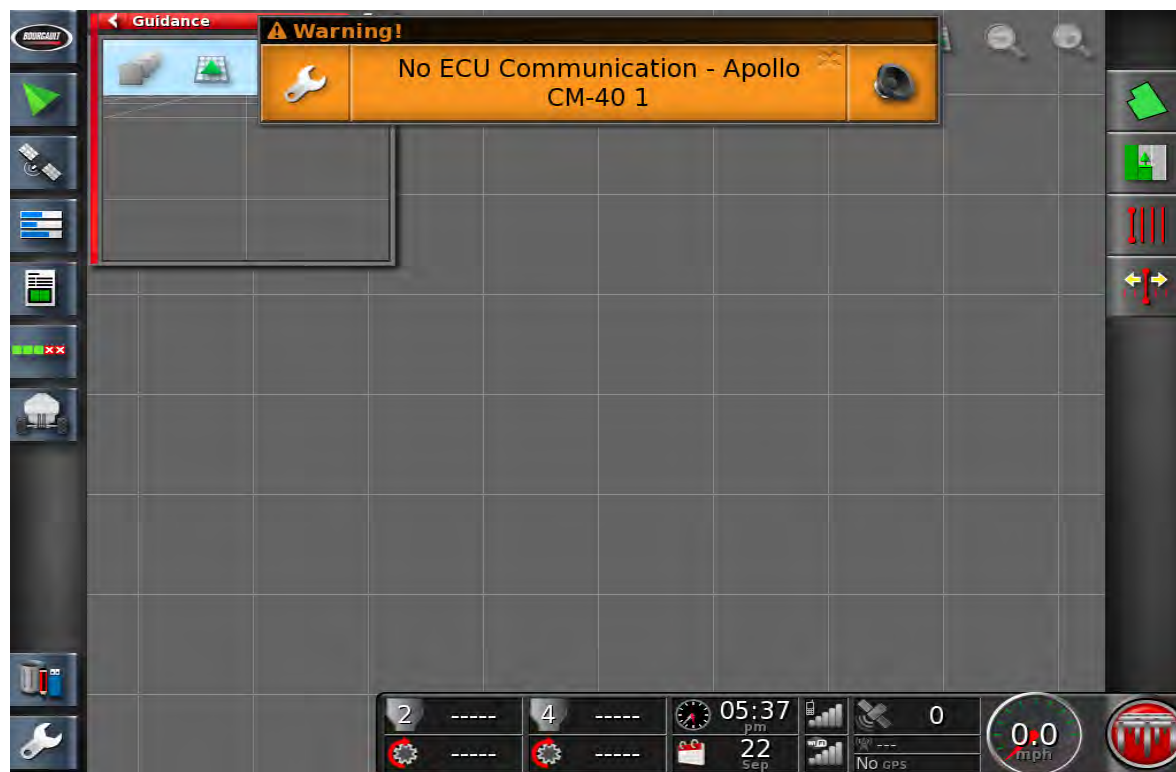 BOURGAULT
Guidance
Warning!
No ECU Communication - Apollo
CM-40 1
2 -----
4 -----
05:37
pm
0
-----
-----
22
Sep
---
No GPS
0.0
mph